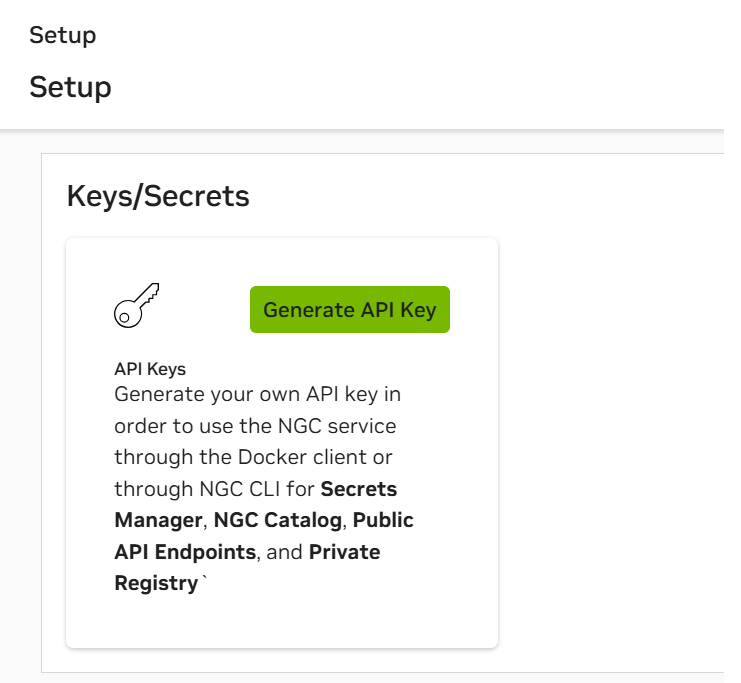 Setup
Setup
Keys/Secrets
Generate API Key
API Keys
Generate your own API key in
order to use the NGC service
through the Docker client or
through NGC CLI for Secrets
Manager, NGC Catalog, Public
API Endpoints, and Private
Registry`